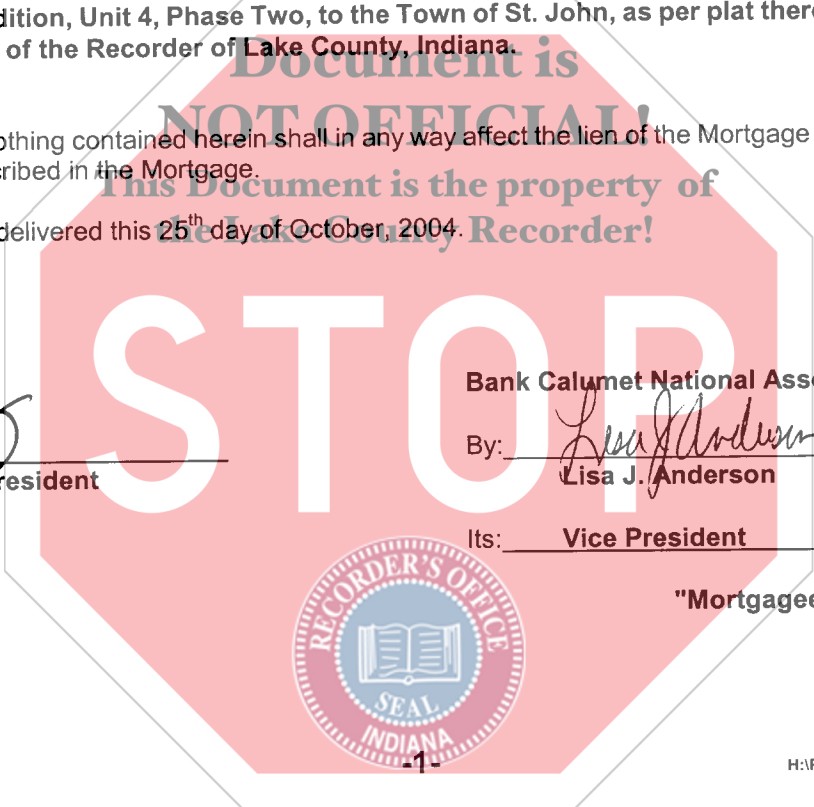 dition, Unit 4, Phase Two, to the Town of St. John, as per plat there
of the Recorder of Lake County, Indiana.
Document is
NOT OFFICIAL!
othing contained herein shall in any way affect the lien of the Mortgage
ribed in the Mortgage.
This Document is the property of
the Lake County Recorder!
delivered this 25th day of October, 2004.
STOP
Bank Calumet National Asso
By: Lisa J Anderson
Lisa J. Anderson
resident
Its: Vice President
"Mortgagee
RECORDER'S OFFICE
SEAL
INDIANA
-1-
H:\F